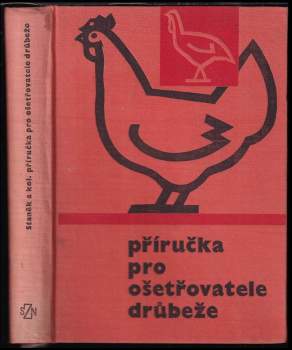 Staněk a kol. příručka pro ošetřovatele drůbeže
SZN
příručka
pro
ošetřovatele
drůbeže